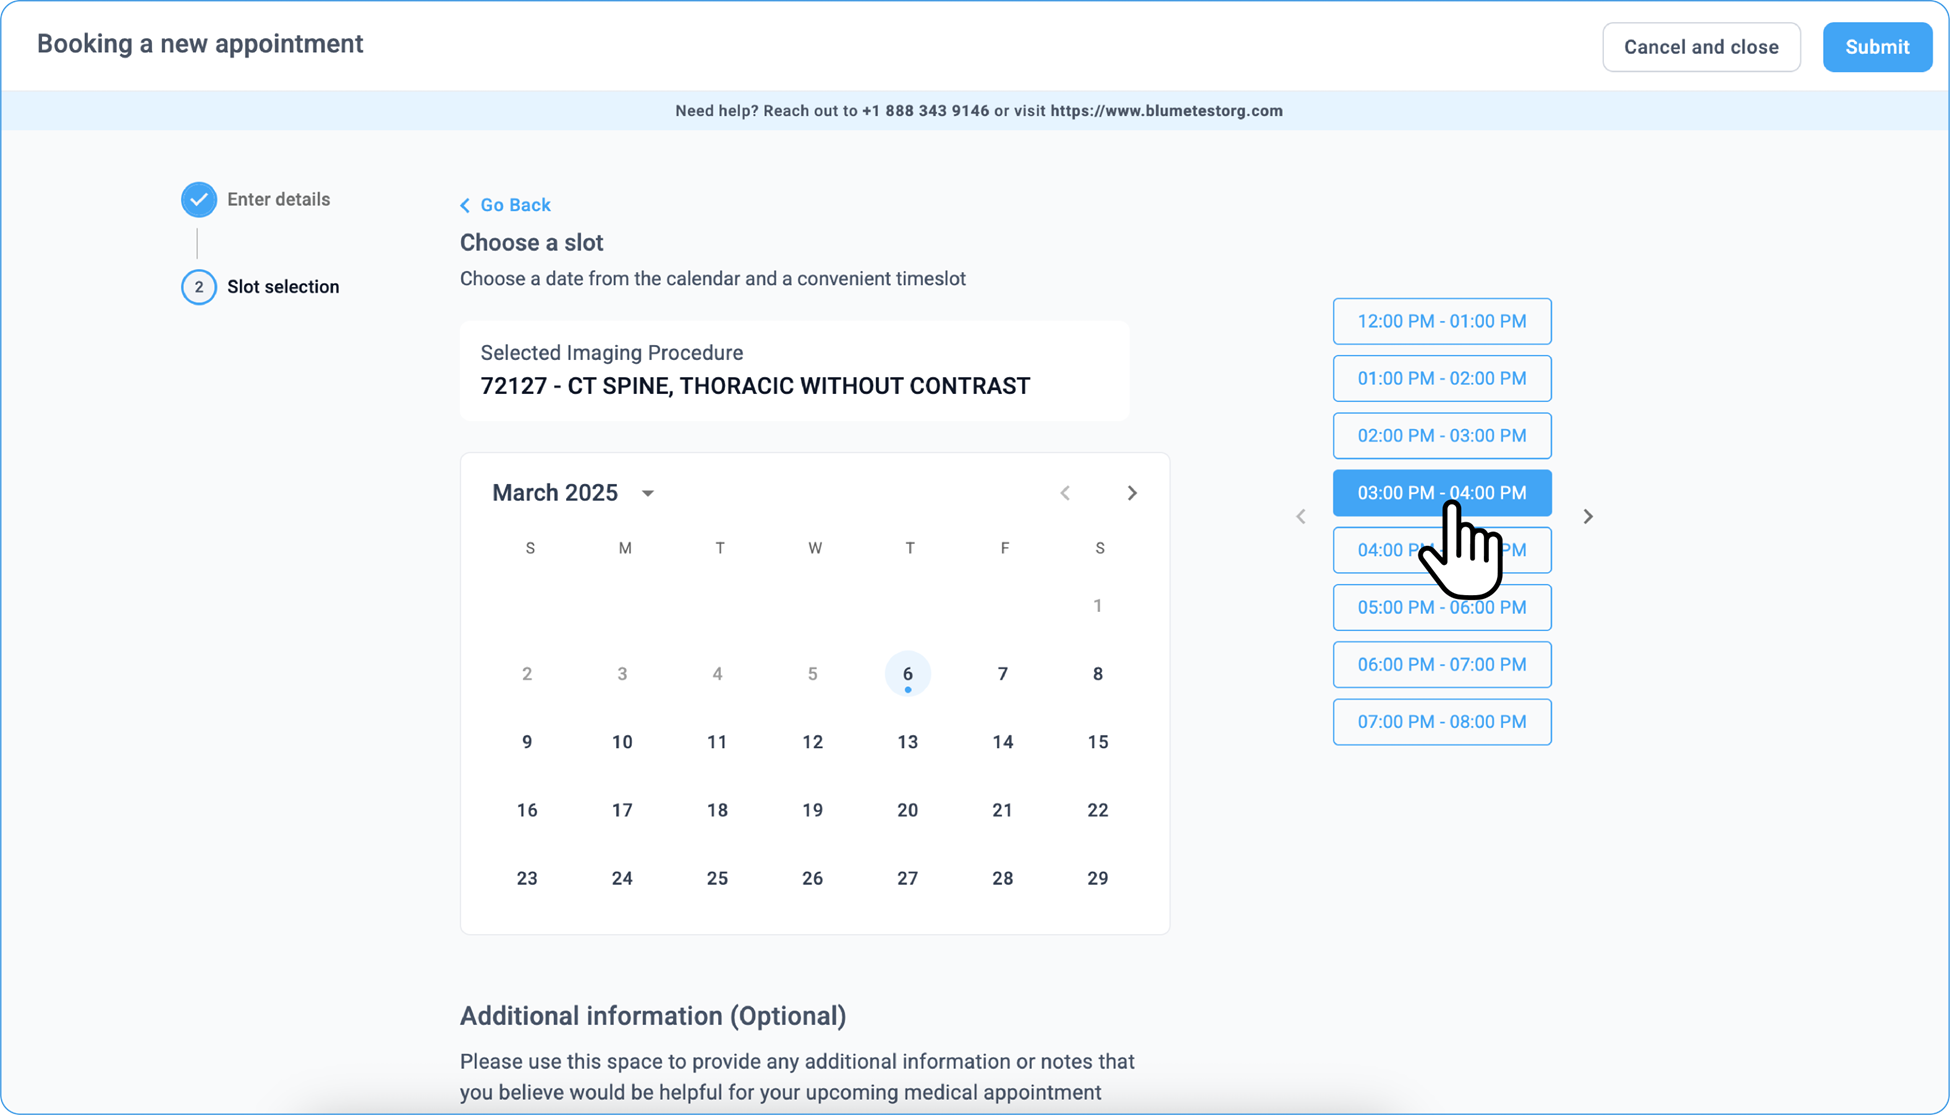 Booking a new appointment
Cancel and close
Submit
Need help? Reach out to +1 888 343 9146 or visit https://www.blumetestorg.com
Enter details
2
Slot selection
Go Back
Choose a slot
Choose a date from the calendar and a convenient timeslot
Selected Imaging Procedure
72127 - CT SPINE, THORACIC WITHOUT CONTRAST
March 2025
S M T W T F S
1
2 3 4 5 6 7 8
9 10 11 12 13 14 15
16 17 18 19 20 21 22
23 24 25 26 27 28 29
12:00 PM - 01:00 PM
01:00 PM - 02:00 PM
02:00 PM - 03:00 PM
03:00 PM - 04:00 PM
04:00 PM
05:00 PM - 06:00 PM
06:00 PM - 07:00 PM
07:00 PM - 08:00 PM
Additional information (Optional)
Please use this space to provide any additional information or notes that
you believe would be helpful for your upcoming medical appointment